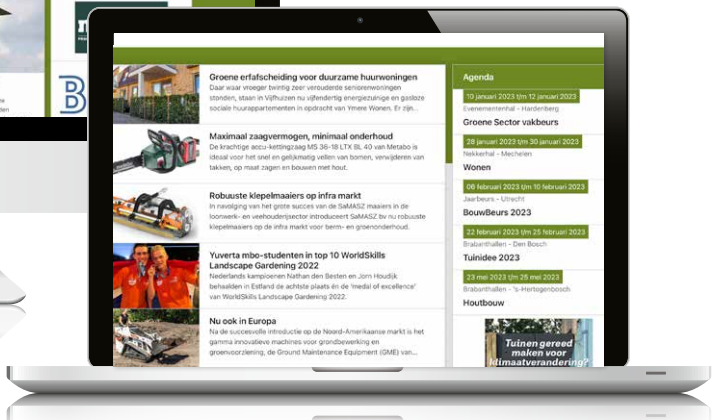 Groene erfafscheiding voor duurzame huurwoningen
Daar waar vroeger twintig zeer verouderde seniorenwoningen
stonden, staan in Vijfhuizen nu vijfendertig energiezuinige en gasloze
sociale huurappartementen in opdracht van Ymere Wonen. Er zijn...
Maximaal zaagvermogen, minimaal onderhoud
De krachtige accu-kettingzaag MS 36-18 LTX BL 40 van Metabo is
ideaal voor het snel en gelijkmatig vellen van bomen, verwijderen van
takken, op maat zagen en bouwen met hout.
Robuuste klepelmaaiers op infra markt
In navolging van het grote succes van de SaMASZ maaiers in de
loonwerk- en veehouderijsector introduceert SaMASZ bv nu robuuste
klepelmaaiers op de infra markt voor berm- en groenonderhoud.
Yuverta mbo-studenten in top 10 WorldSkills
Landscape Gardening 2022
Nederlands kampioenen Nathan den Besten en Jorn Houdijk
behaalden in Estland de achtste plaats én de 'medal of excellence'
van WorldSkills Landscape Gardening 2022.
Nu ook in Europa
Na de succesvolle introductie op de Noord-Amerikaanse markt is het
gamma innovatieve machines voor grondbewerking en
groenvoorziening, de Ground Maintenance Equipment (GME) van...
Agenda
10 januari 2023 t/m 12 januari 2023
Evenementenhal - Hardenberg
Groene Sector vakbeurs
28 januari 2023 t/m 30 januari 2023
Nekkerhal - Mechelen
Wonen
06 februari 2023 t/m 10 februari 2023
Jaarbeurs - Utrecht
BouwBeurs 2023
22 februari 2023 t/m 25 februari 2023
Brabanthallen - Den Bosch
Tuinidee 2023
23 mei 2023 t/m 25 mei 2023
Brabanthallen - 's-Hertogenbosch
Houtbouw
Tuinen gereed
maken voor
klimaatverandering?
B